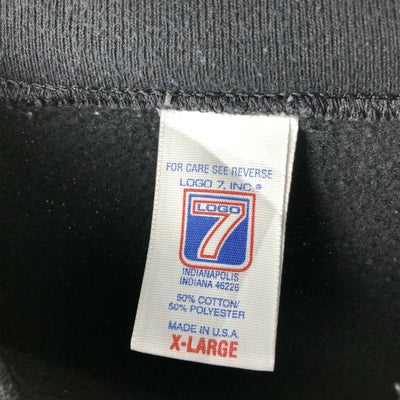 FOR CARE SEE REVERSE
LOGO 7, INC.®
LOGO
7
INDIANAPOLIS
INDIANA 46226
50% COTTON/
50% POLYESTER
MADE IN U.S.A.
X-LARGE